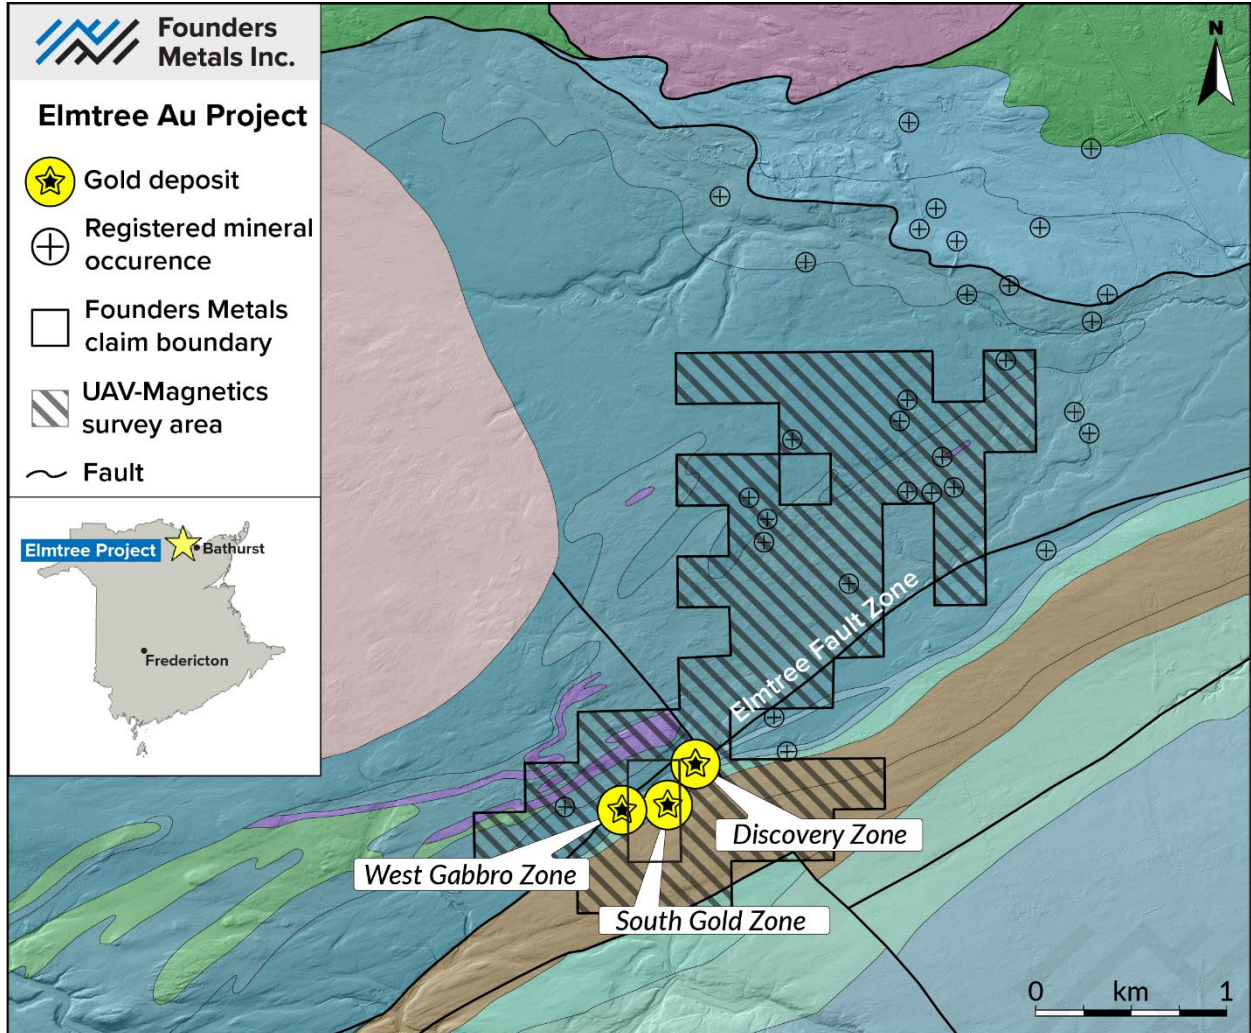 Founders
Metals Inc.
Elmtree Au Project
Gold deposit
Registered mineral
occurence
Founders Metals
claim boundary
UAV-Magnetics
survey area
Fault
Elmtree Project
Bathurst
Fredericton
N
Elmtree Fault Zone
Discovery Zone
West Gabbro Zone
South Gold Zone
0 km 1